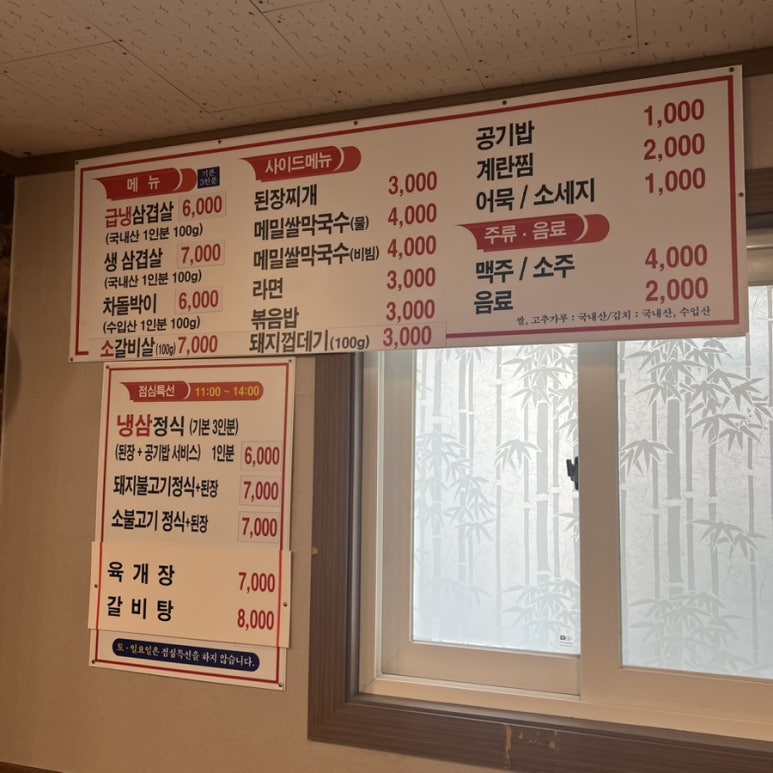 메 뉴 기본 3인분
급냉삼겹살 6,000
(국내산 1인분 100g)
생 삼겹살 7,000
(국내산 1인분 100g)
차돌박이 6,000
(수입산 1인분 100g)
소갈비살(100g) 7,000
사이드메뉴
된장찌개 3,000
메밀쌀막국수(물) 4,000
메밀쌀막국수(비빔) 4,000
라면 3,000
볶음밥 3,000
돼지껍데기(100g) 3,000
공기밥 1,000
계란찜 2,000
어묵 / 소세지 1,000
주류 · 음료
맥주 / 소주 4,000
음료 2,000
쌀, 고추가루 : 국내산/김치 : 국내산, 수입산
점심특선 11:00 ~ 14:00
냉삼정식 (기본 3인분)
(된장 + 공기밥 서비스) 1인분 6,000
돼지불고기정식+된장 7,000
소불고기 정식+된장 7,000
육개장 7,000
갈비탕 8,000
토·일요일은 점심특선을 하지 않습니다.